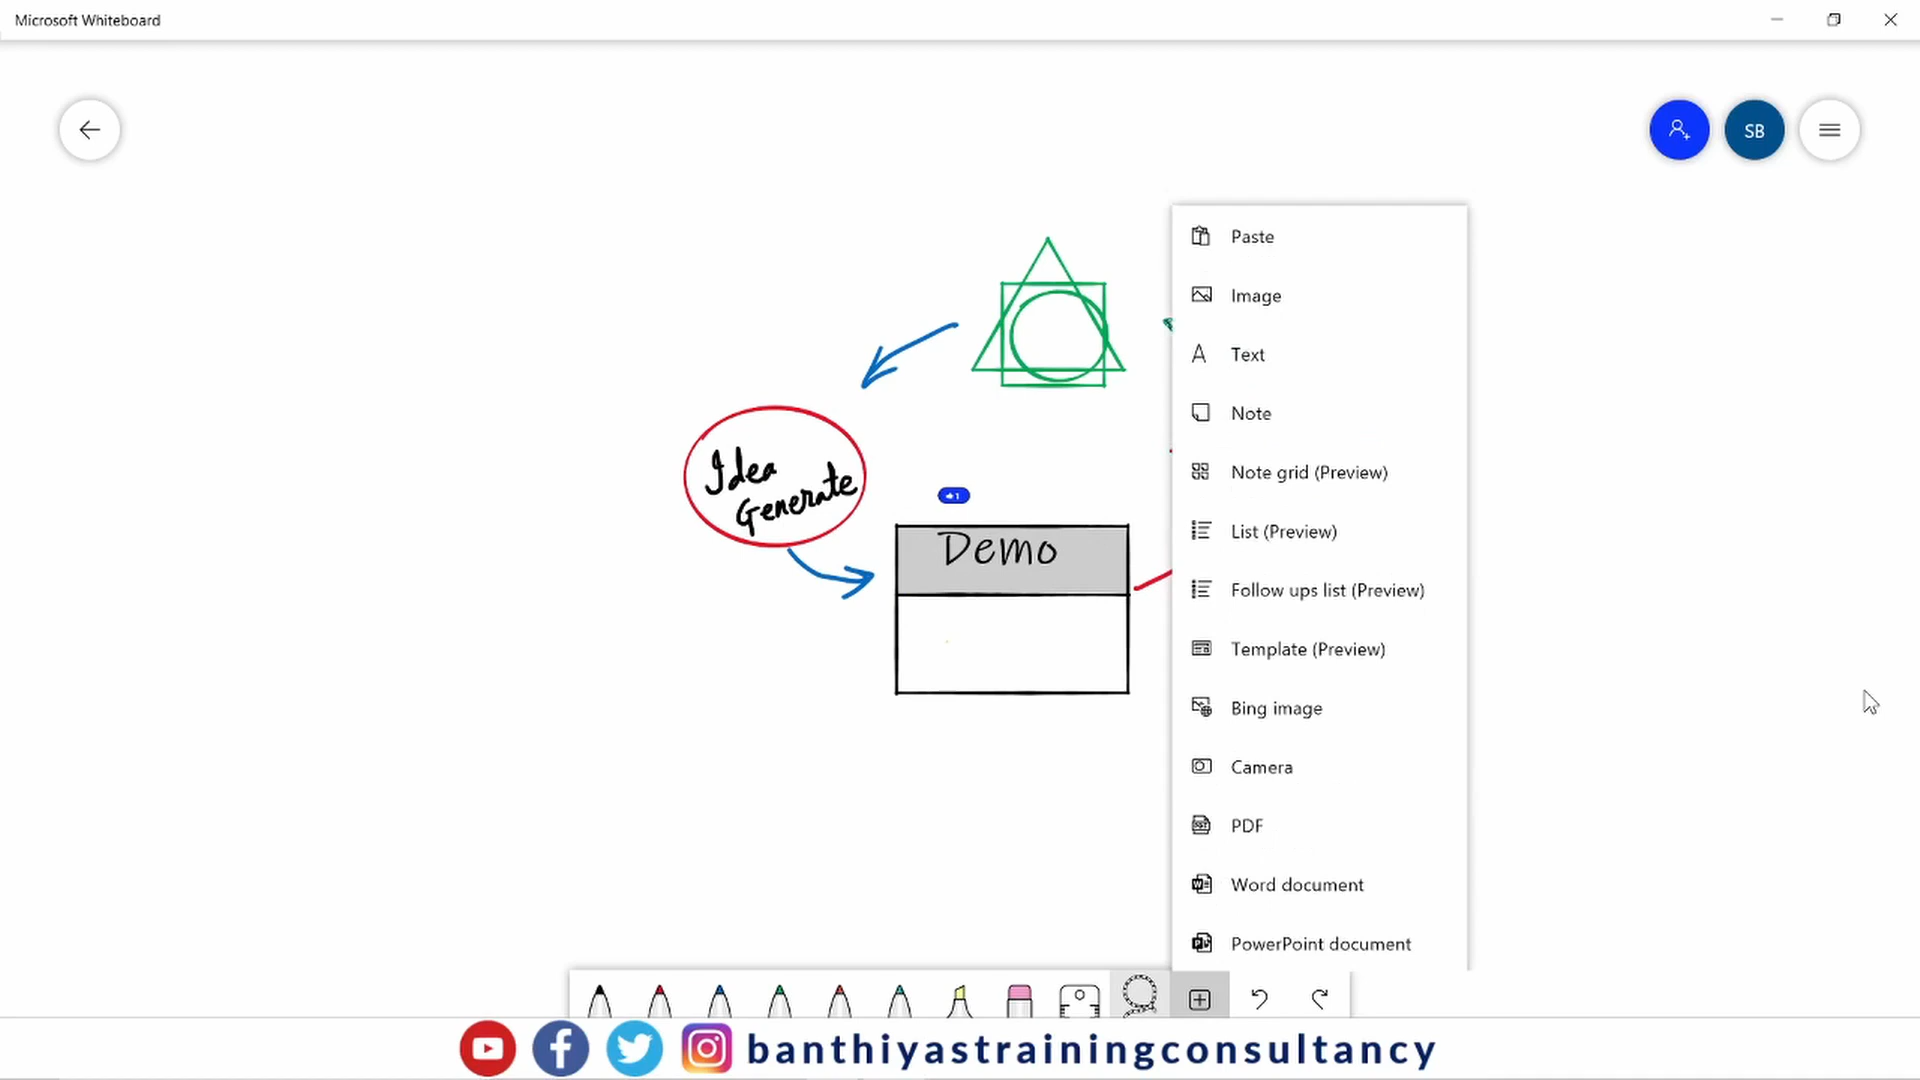 Microsoft Whiteboard
SB
Paste
Image
Text
Note
Note grid (Preview)
List (Preview)
Follow ups list (Preview)
Template (Preview)
Bing image
Camera
PDF
Word document
PowerPoint document
Idea
Generate
1
Demo
banthiyastrainingconsultancy